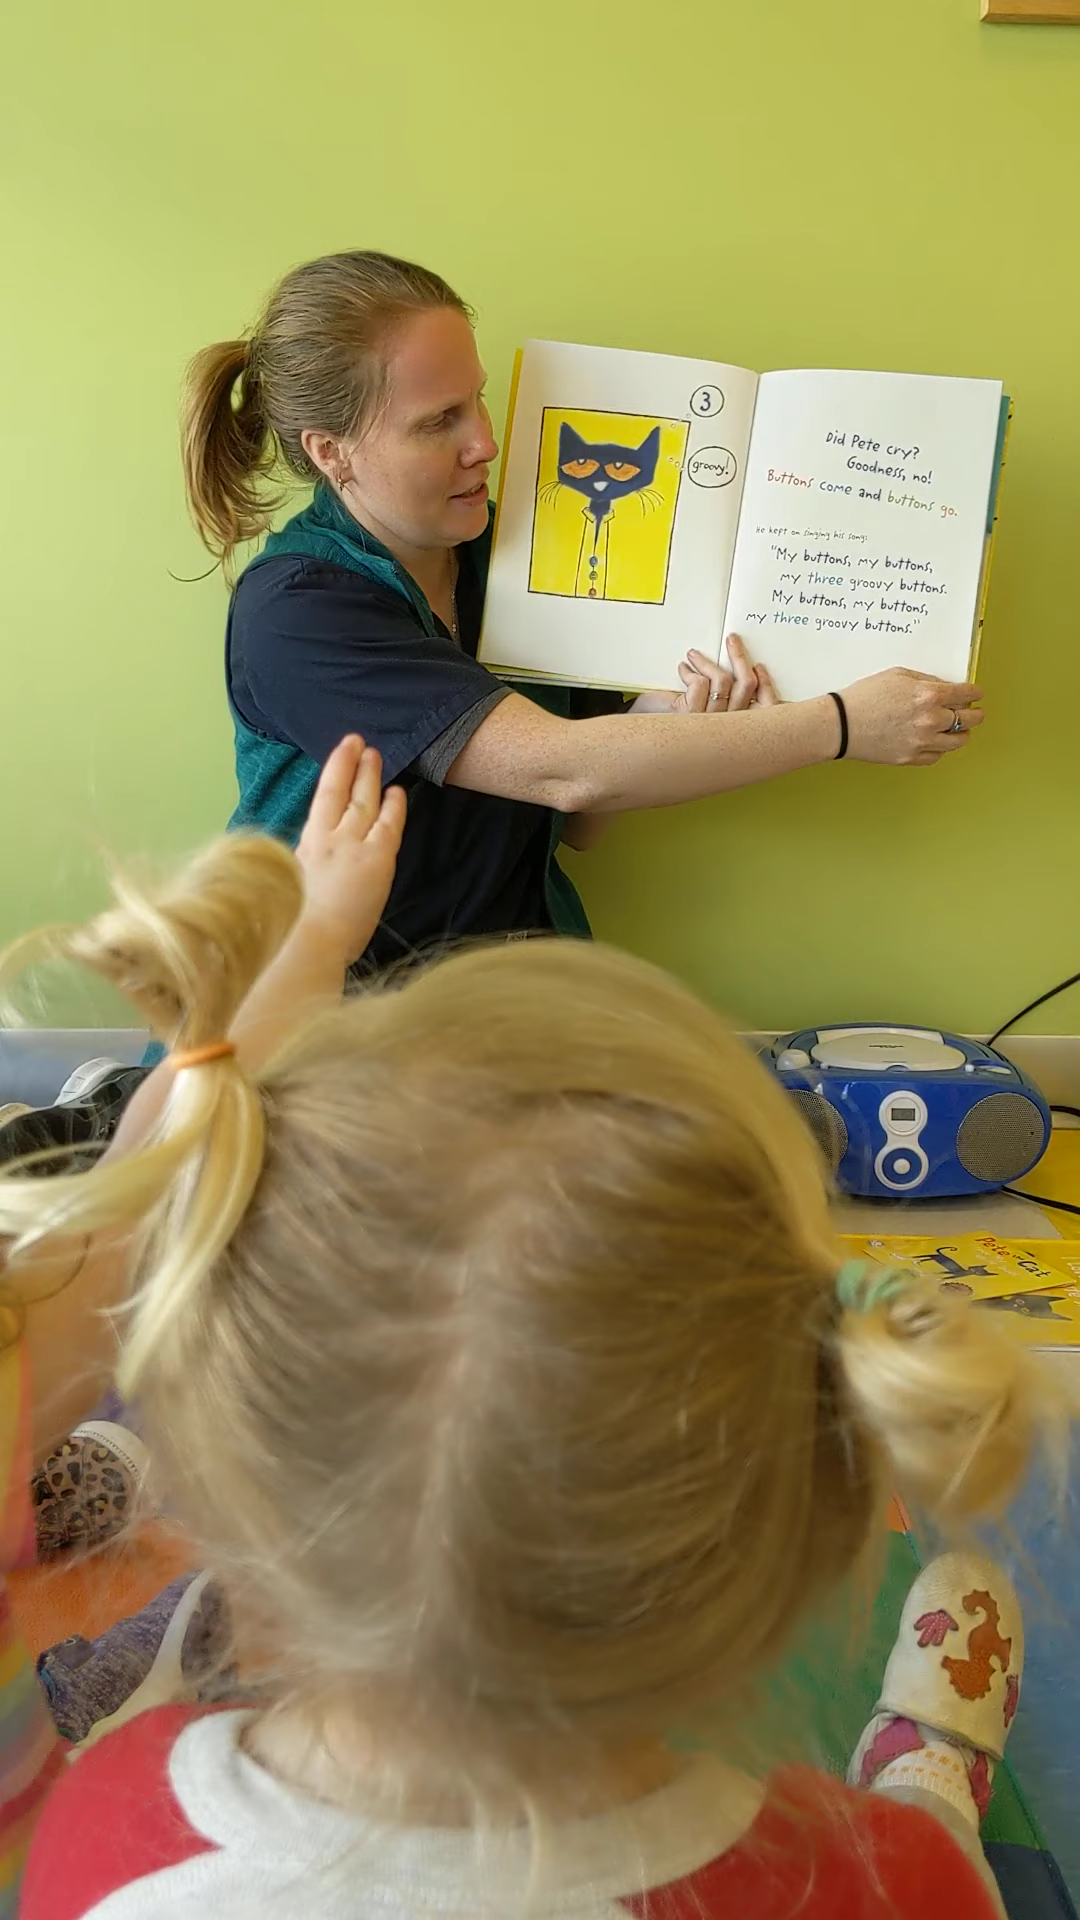 3
groovy!
Did Pete cry?
Goodness, no!
Buttons come and buttons go.
He kept on singing his song:
"My buttons, my buttons,
my three groovy buttons.
My buttons, my buttons,
my three groovy buttons."
Pete the Cat